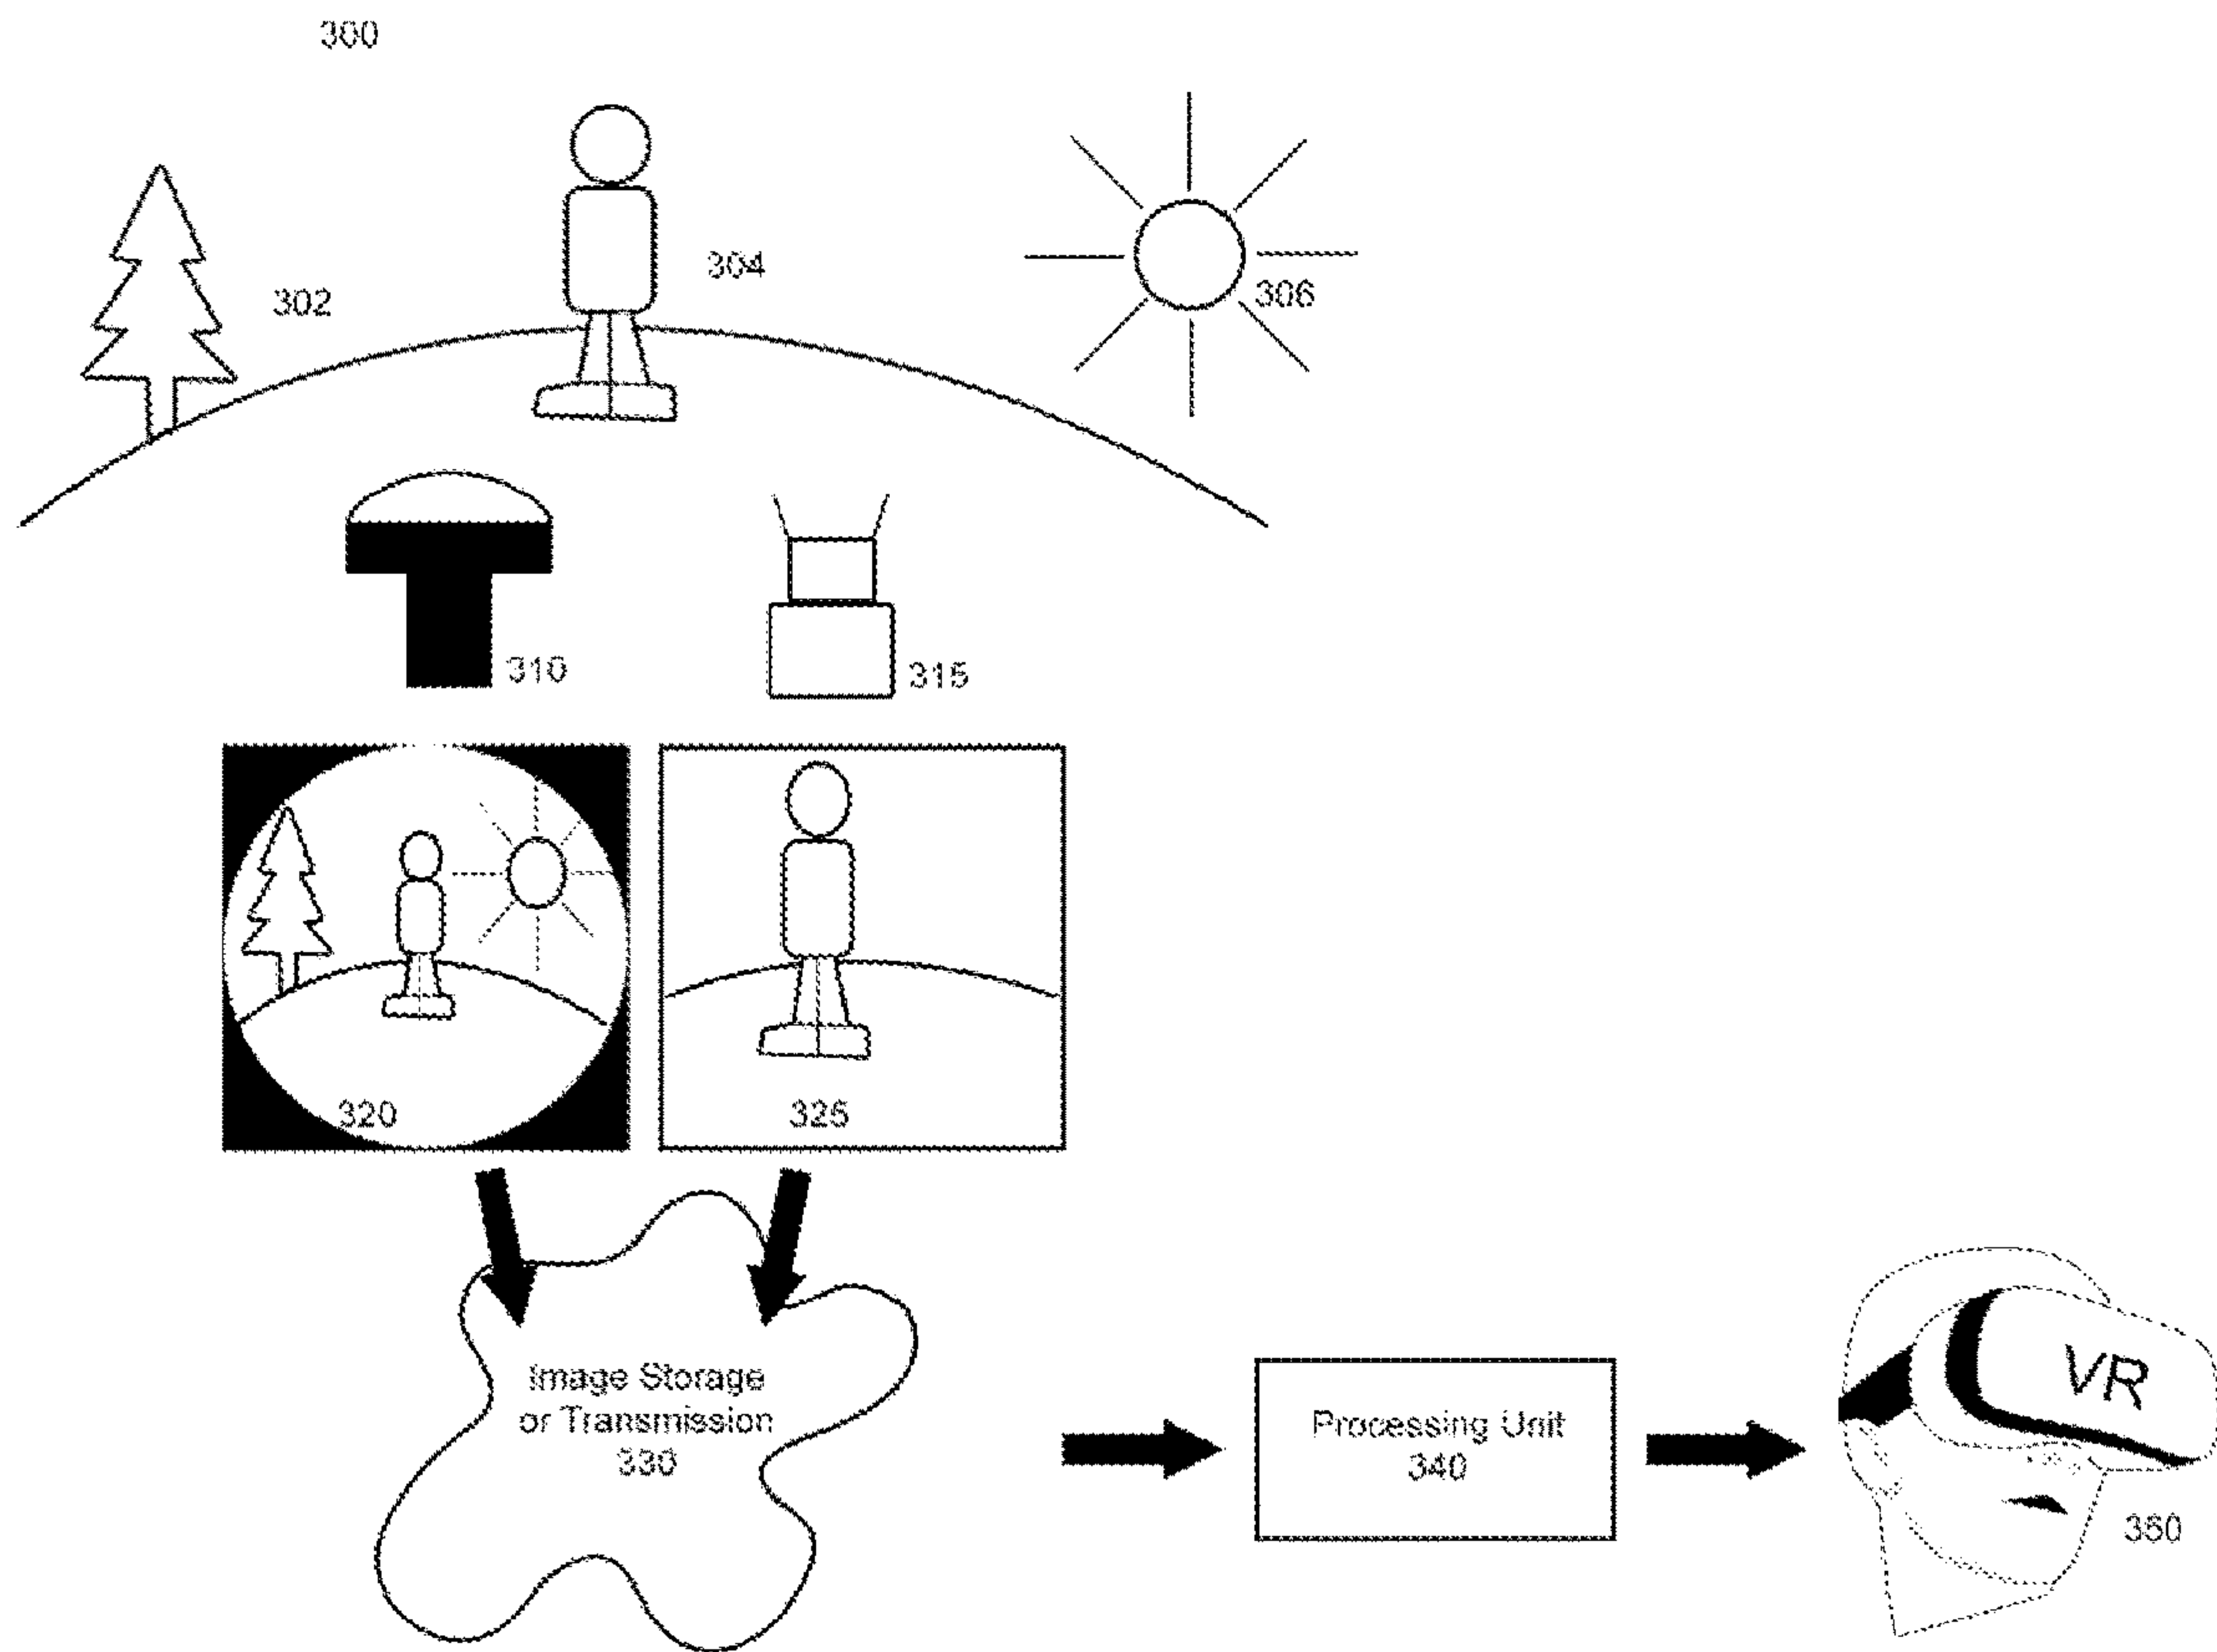 300
304
302
306
310
315
320
325
Image Storage
or Transmission
330
Processing Unit
340
VR
350